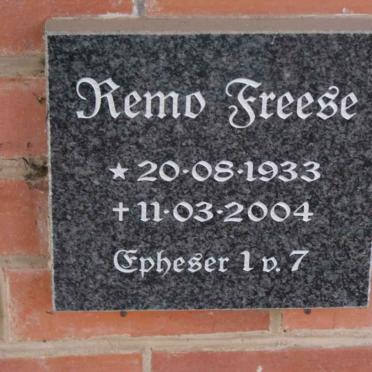 Remo Freese
★ 20·08·1933
† 11·03·2004
Epheser 1 v. 7